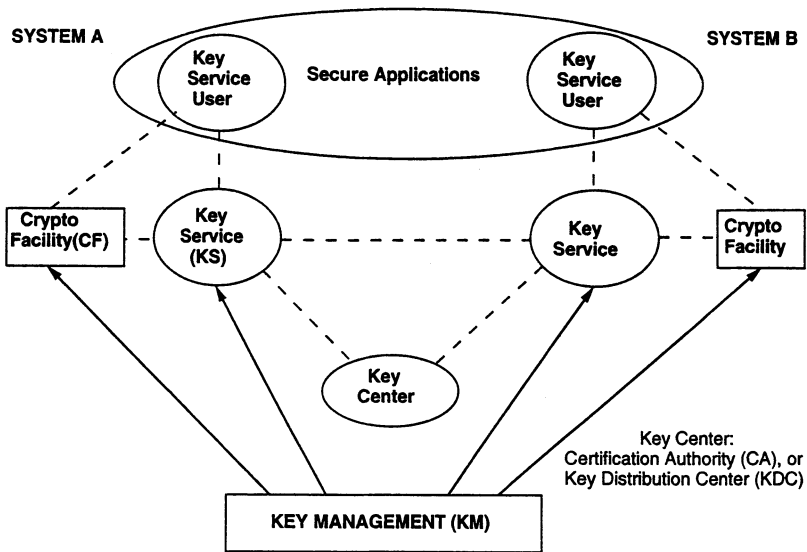 SYSTEM A
SYSTEM B
Key
Service
User
Secure Applications
Key
Service
User
Crypto
Facility(CF)
Key
Service
(KS)
Key
Service
Crypto
Facility
Key
Center
Key Center:
Certification Authority (CA), or
Key Distribution Center (KDC)
KEY MANAGEMENT (KM)